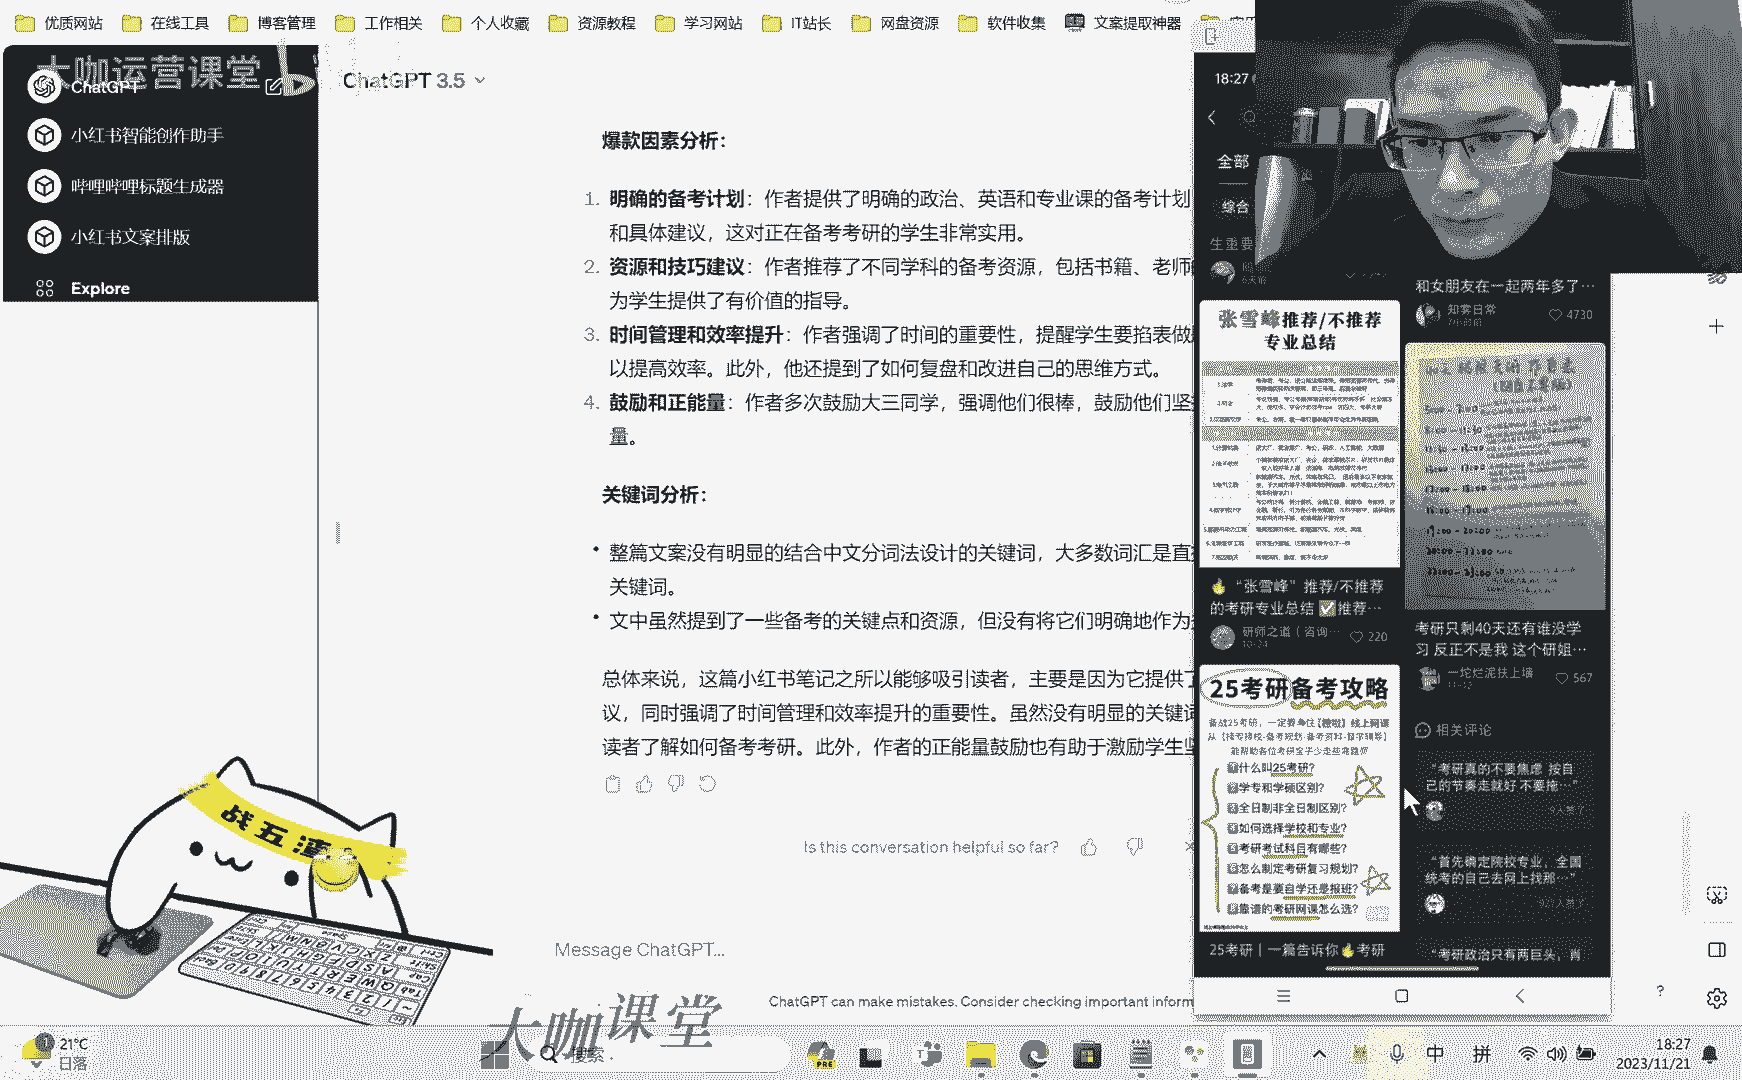 优质网站
在线工具
博客管理
工作相关
个人收藏
资源教程
学习网站
IT站长
网盘资源
软件收集
文案提取神器
大咖运营课堂
ChatGPT
小红书智能创作助手
哔哩哔哩标题生成器
小红书文案排版
Explore
ChatGPT 3.5
爆款因素分析：
1. 明确的备考计划：作者提供了明确的政治、英语和专业课的备考计划
和具体建议，这对正在备考考研的学生非常实用。
2. 资源和技巧建议：作者推荐了不同学科的备考资源，包括书籍、老师
为学生提供了有价值的指导。
3. 时间管理和效率提升：作者强调了时间的重要性，提醒学生要掐表做
以提高效率。此外，他还提到了如何复盘和改进自己的思维方式。
4. 鼓励和正能量：作者多次鼓励大三同学，强调他们很棒，鼓励他们坚
量。
关键词分析：
• 整篇文案没有明显的结合中文分词法设计的关键词，大多数词汇是直
关键词。
• 文中虽然提到了一些备考的关键点和资源，但没有将它们明确地作为
总体来说，这篇小红书笔记之所以能够吸引读者，主要是因为它提供了
议，同时强调了时间管理和效率提升的重要性。虽然没有明显的关键词
读者了解如何备考考研。此外，作者的正能量鼓励也有助于激励学生坚
Is this conversation helpful so far?
Message ChatGPT...
ChatGPT can make mistakes. Consider checking important inform
战五渣
大咖课堂
18:27
全部
综合
生重要
6天前
和女朋友在一起两年多了…
知雾日常
4730
张雪峰推荐/不推荐
专业总结
“张雪峰”推荐/不推荐
的考研专业总结 ✅推荐…
研师之道（咨询…
10-24
220
考研只剩40天还有谁没学
习 反正不是我 这个研姐…
一坨烂泥扶上墙
11-12
567
25考研备考攻略
什么叫25考研？
学专和学硕区别？
全日制非全日制区别？
如何选择学校和专业？
考研考试科目有哪些？
怎么制定考研复习规划？
备考是要自学还是报班？
靠谱的考研网课怎么选？
25考研 | 一篇告诉你🔥考研
相关评论
“考研真的不要焦虑 按自
己的节奏走就好 不要拖…”
“首先确定院校专业，全国
统考的自己去网上找那…”
“考研政治只有两巨头，肖
21°C
日落
搜索
中
拼
18:27
2023/11/21